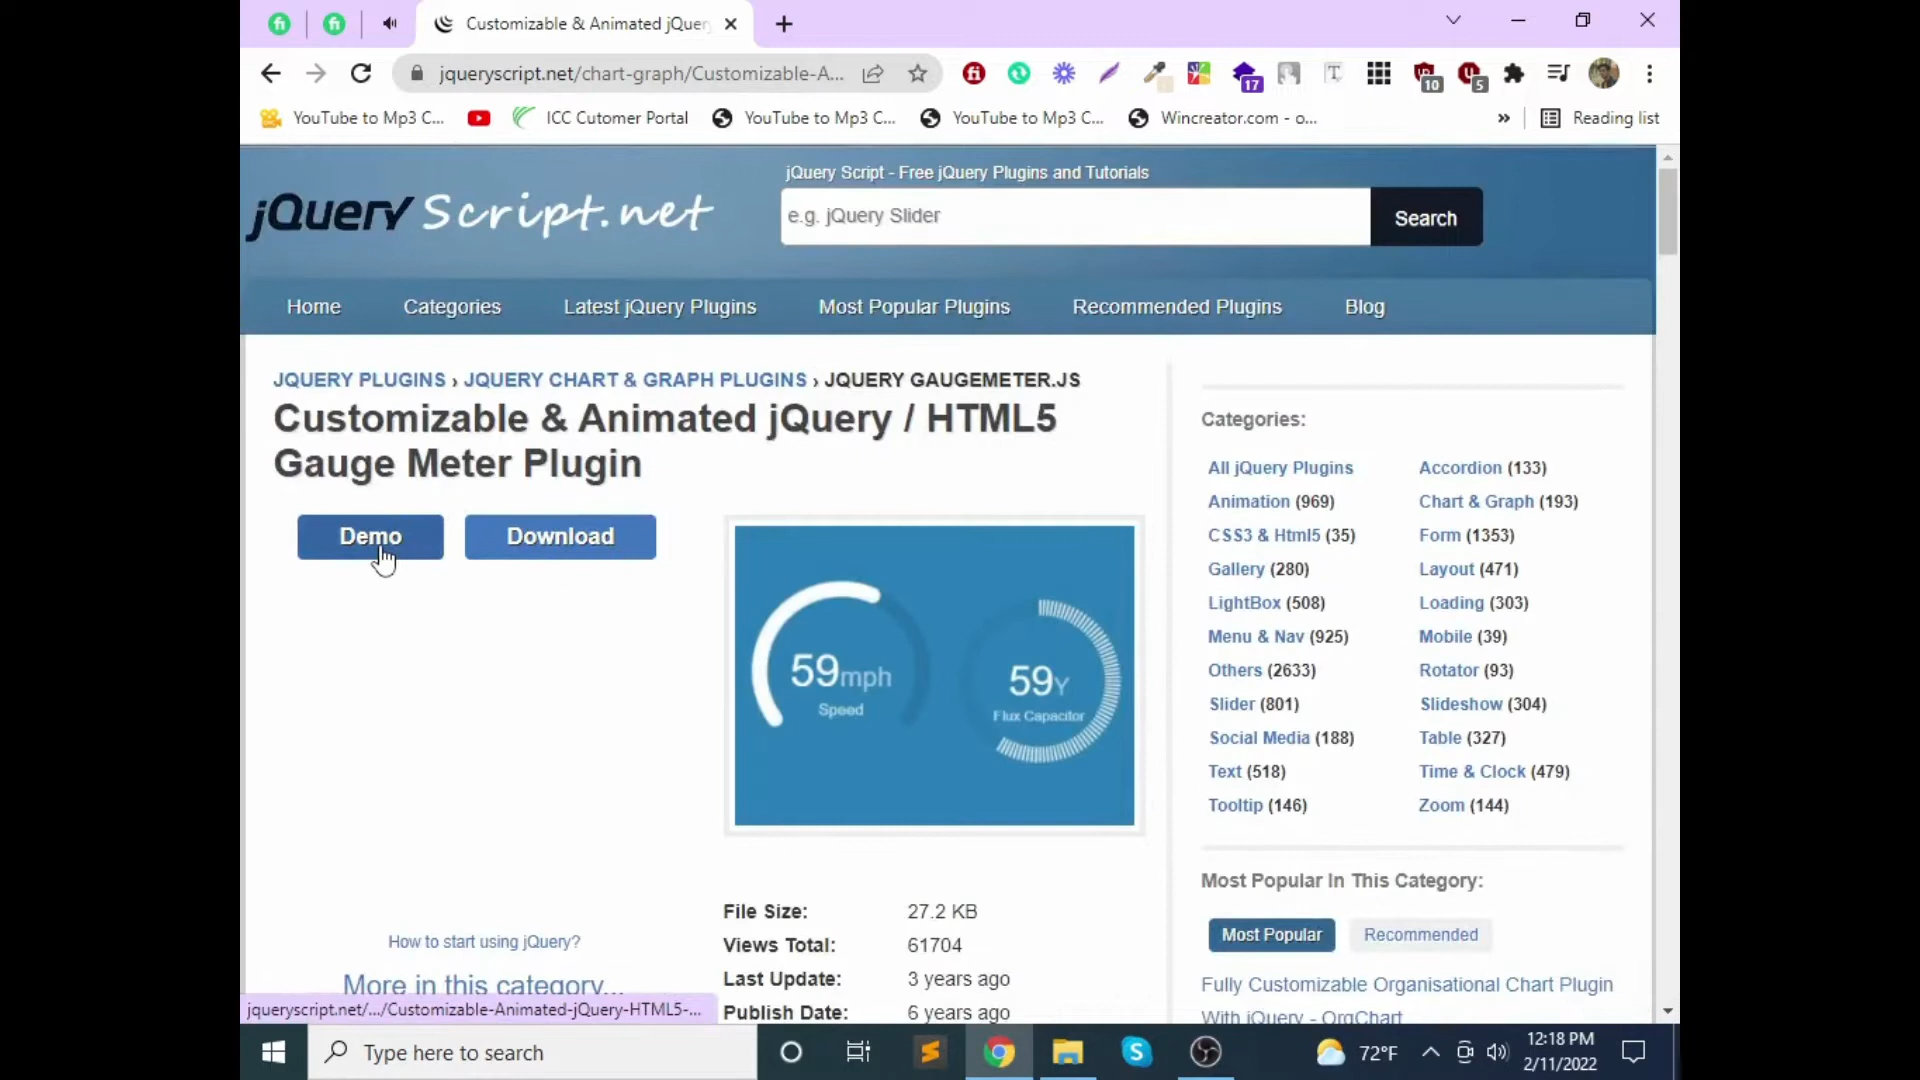 Customizable & Animated jQuer
jqueryscript.net/chart-graph/Customizable-A...
17
10
5
YouTube to Mp3 C...
ICC Cutomer Portal
YouTube to Mp3 C...
YouTube to Mp3 C...
Wincreator.com - o...
»
Reading list
jQuery Script.net
jQuery Script - Free jQuery Plugins and Tutorials
e.g. jQuery Slider
Search
Home
Categories
Latest jQuery Plugins
Most Popular Plugins
Recommended Plugins
Blog
JQUERY PLUGINS › JQUERY CHART & GRAPH PLUGINS › JQUERY GAUGEMETER.JS
Customizable & Animated jQuery / HTML5
Gauge Meter Plugin
Demo
Download
59mph
Speed
59Y
Flux Capacitor
How to start using jQuery?
More in this category...
File Size: 27.2 KB
Views Total: 61704
Last Update: 3 years ago
Publish Date: 6 years ago
Categories:
All jQuery Plugins
Accordion (133)
Animation (969)
Chart & Graph (193)
CSS3 & Html5 (35)
Form (1353)
Gallery (280)
Layout (471)
LightBox (508)
Loading (303)
Menu & Nav (925)
Mobile (39)
Others (2633)
Rotator (93)
Slider (801)
Slideshow (304)
Social Media (188)
Table (327)
Text (518)
Time & Clock (479)
Tooltip (146)
Zoom (144)
Most Popular In This Category:
Most Popular
Recommended
Fully Customizable Organisational Chart Plugin
With jQuery - OrgChart
jqueryscript.net/.../Customizable-Animated-jQuery-HTML5-...
Type here to search
72°F
12:18 PM
2/11/2022